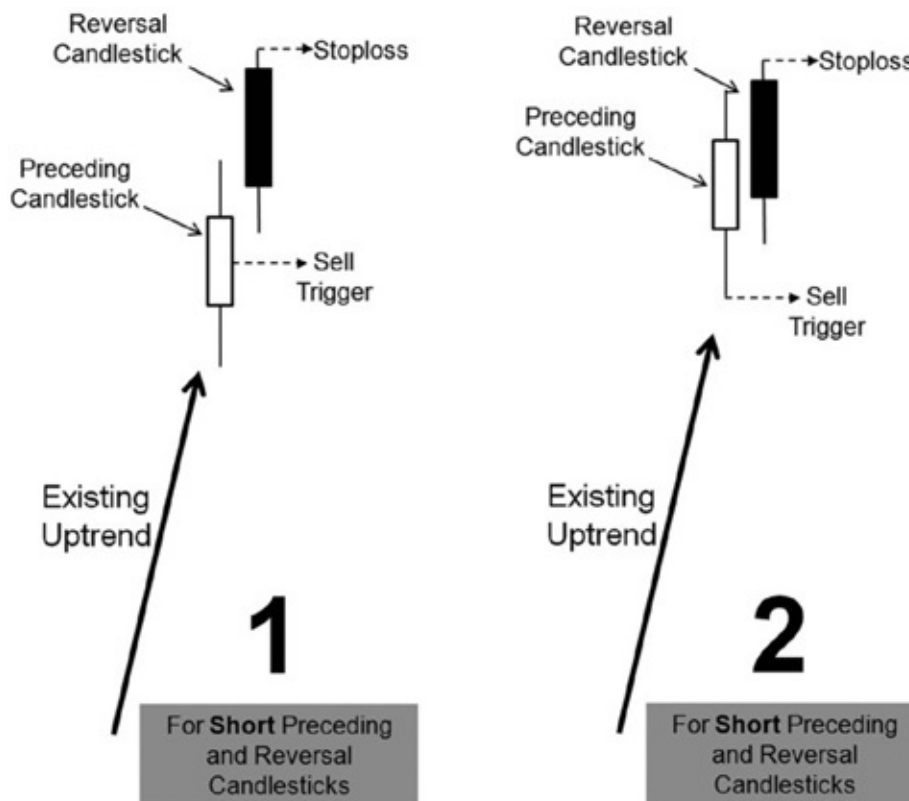 Reversal
Candlestick
Stoploss
Preceding
Candlestick
Sell
Trigger
Existing
Uptrend
1
For Short Preceding
and Reversal
Candlesticks
Reversal
Candlestick
Stoploss
Preceding
Candlestick
Sell
Trigger
Existing
Uptrend
2
For Short Preceding
and Reversal
Candlesticks